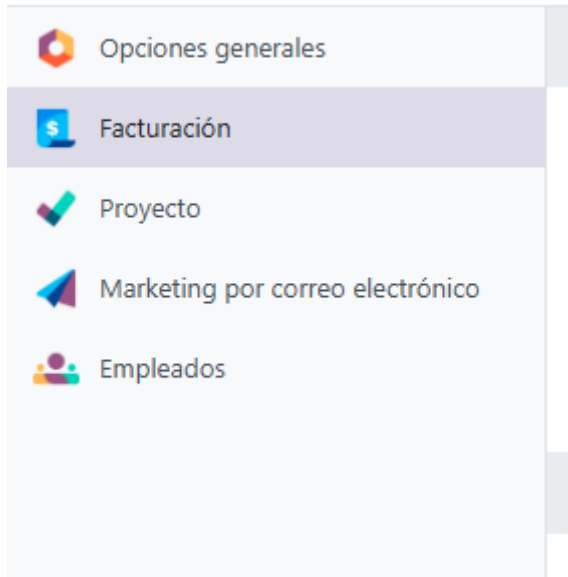 Opciones generales
$
Facturación
Proyecto
Marketing por correo electrónico
Empleados